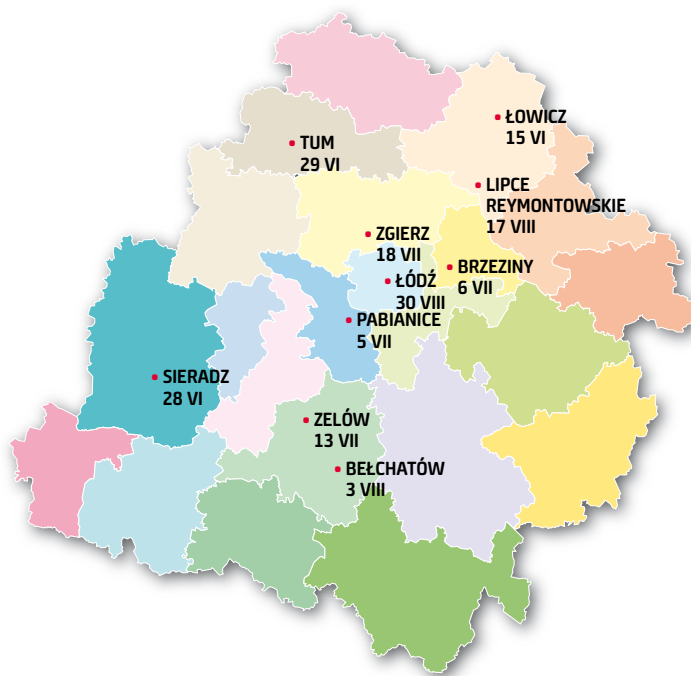 ŁOWICZ
15 VI
TUM
29 VI
LIPCE
REYMONTOWSKIE
17 VIII
ZGIERZ
18 VII
BRZEZINY
6 VII
ŁÓDŹ
30 VIII
PABIANICE
5 VII
SIERADZ
28 VI
ZELÓW
13 VII
BEŁCHATÓW
3 VIII